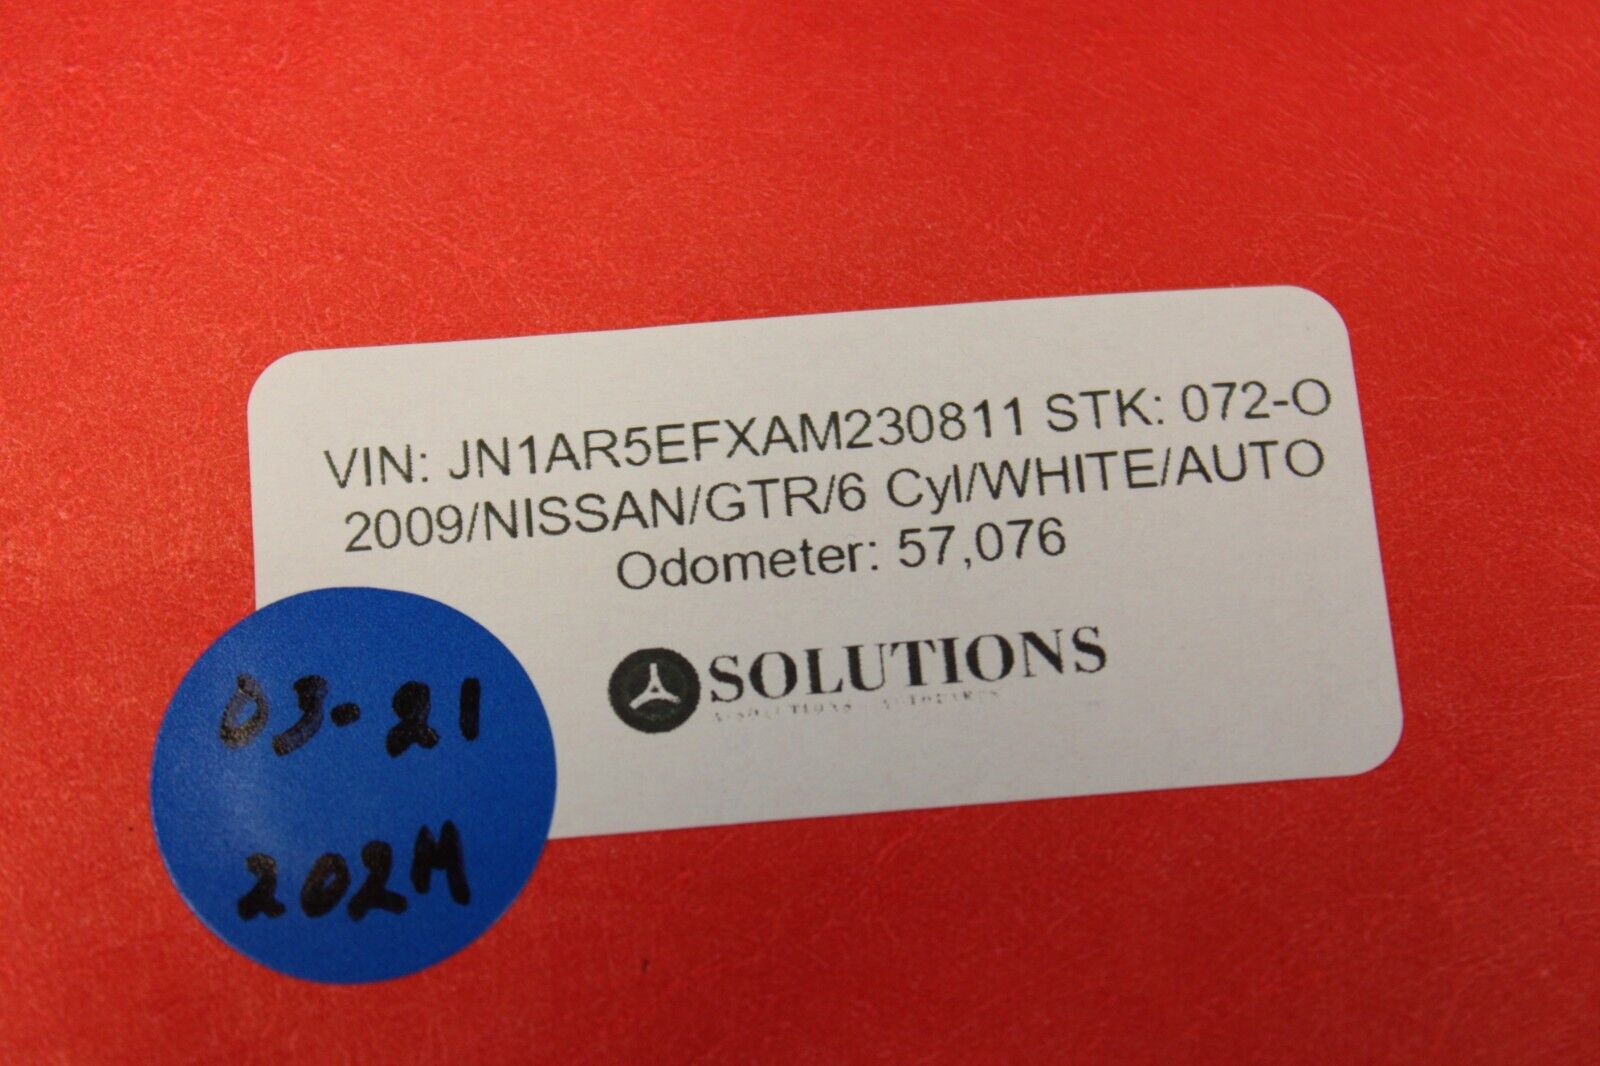 VIN: JN1AR5EFXAM230811 STK: 072-O
2009/NISSAN/GTR/6 Cyl/WHITE/AUTO
Odometer: 57,076
SOLUTIONS
03-21
202M